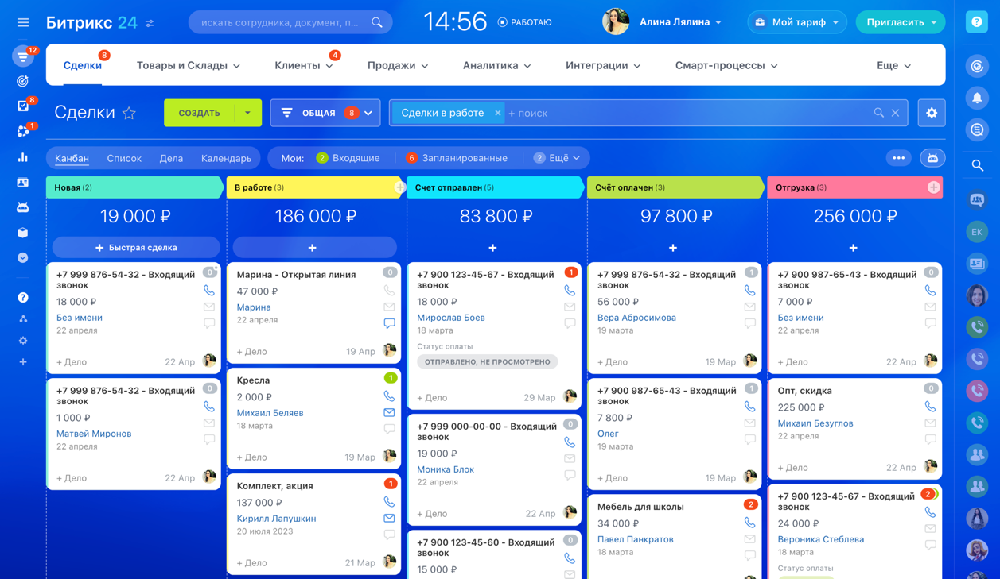 Битрикс 24
искать сотрудника, документ, п...
14:56
РАБОТАЮ
Алина Лялина
Мой тариф
Пригласить
12
8
1
Сделки 8
Товары и Склады
Клиенты 4
Продажи
Аналитика
Интеграции
Смарт-процессы
Еще
Сделки
СОЗДАТЬ
ОБЩАЯ 8
Сделки в работе ×
+ поиск
Канбан
Список
Дела
Календарь
Мои:
2 Входящие
6 Запланированные
2 Ещё
Новая (2)
19 000 ₽
+ Быстрая сделка
+7 999 876-54-32 - Входящий
звонок
0
18 000 ₽
Без имени
22 апреля
+ Дело
22 Апр
+7 999 876-54-32 - Входящий
звонок
0
1 000 ₽
Матвей Миронов
22 апреля
+ Дело
22 Апр
В работе (3)
186 000 ₽
+
Марина - Открытая линия
0
47 000 ₽
Марина
22 апреля
+ Дело
19 Апр
Кресла
1
2 000 ₽
Михаил Беляев
18 марта
+ Дело
19 Мар
Комплект, акция
1
137 000 ₽
Кирилл Лапушкин
20 июля 2023
+ Дело
21 Мар
Счет отправлен (5)
83 800 ₽
+
+7 900 123-45-67 - Входящий
звонок
1
18 000 ₽
Мирослав Боев
18 марта
Статус оплаты
ОТПРАВЛЕНО, НЕ ПРОСМОТРЕНО
+ Дело
29 Мар
+7 999 000-00-00 - Входящий
звонок
0
19 000 ₽
Моника Блок
22 апреля
+ Дело
22 Апр
+7 900 123-45-60 - Входящий
звонок
0
15 000 ₽
Счёт оплачен (3)
97 800 ₽
+
+7 999 876-54-32 - Входящий
звонок
1
56 000 ₽
Вера Абросимова
19 марта
+ Дело
19 Мар
+7 900 987-65-43 - Входящий
звонок
1
7 800 ₽
Олег
19 марта
+ Дело
19 Мар
Мебель для школы
2
34 000 ₽
Павел Панкратов
18 марта
Отгрузка (3)
256 000 ₽
+
+7 900 987-65-43 - Входящий
звонок
0
7 000 ₽
Без имени
22 апреля
+ Дело
22 Апр
Опт, скидка
0
225 000 ₽
Михаил Безуглов
22 апреля
+ Дело
22 Апр
+7 900 123-45-67 - Входящий
звонок
2
24 000 ₽
Вероника Стеблева
18 марта
Статус оплаты
EK